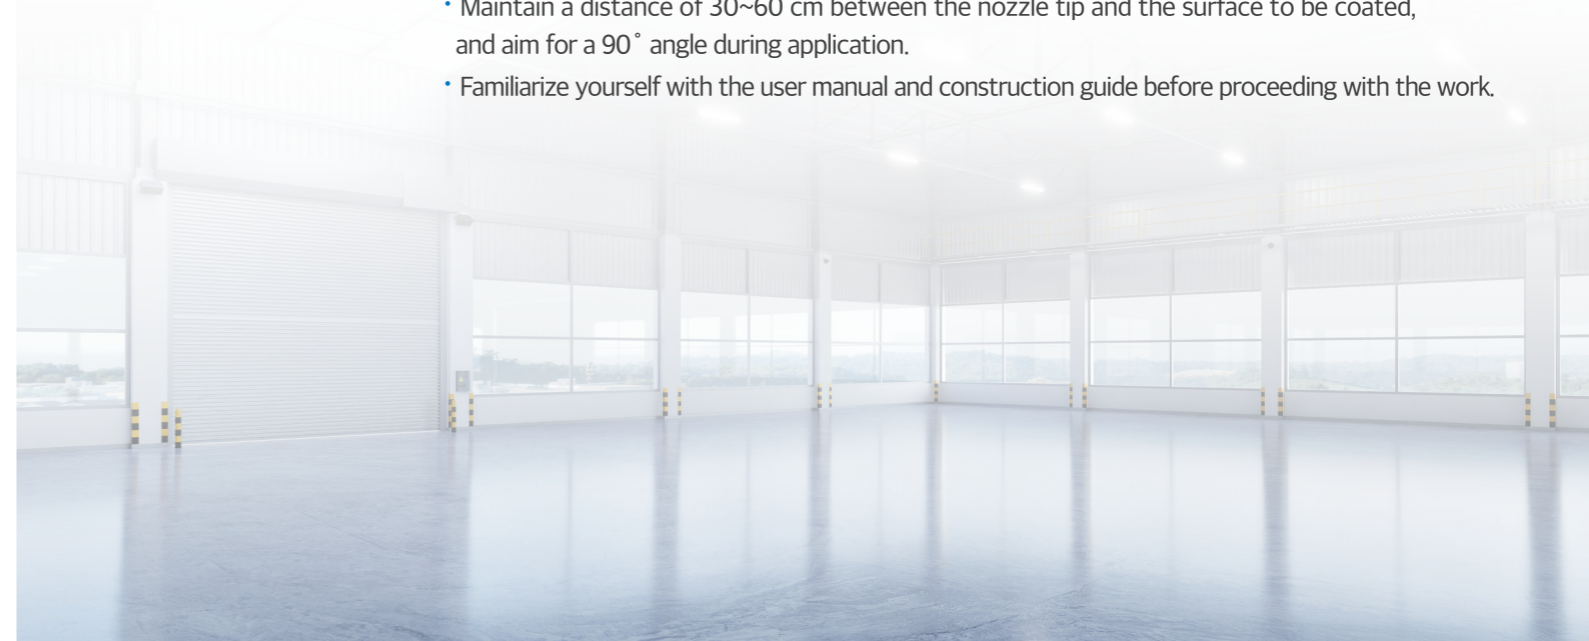 · Maintain a distance of 30~60 cm between the nozzle tip and the surface to be coated,
and aim for a 90˚ angle during application.
· Familiarize yourself with the user manual and construction guide before proceeding with the work.